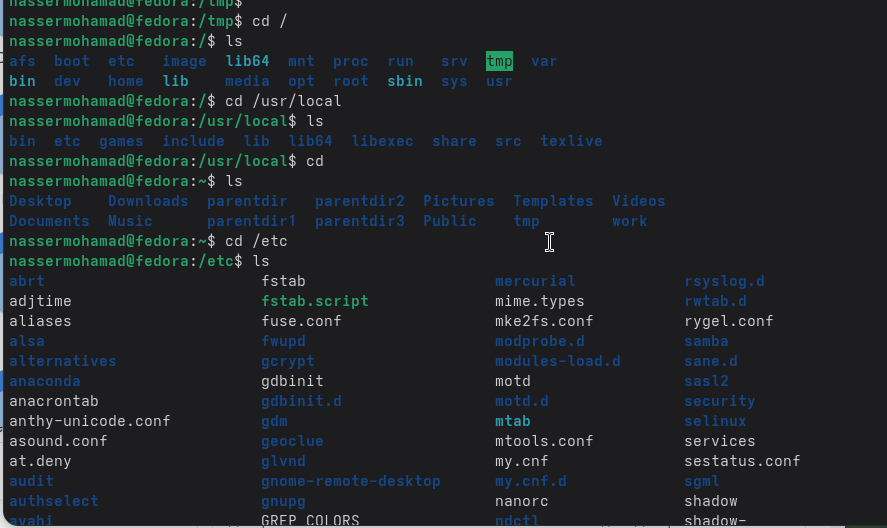 nassermohamad@fedora:/tmp$
nassermohamad@fedora:/tmp$ cd /
nassermohamad@fedora:/$ ls
afs boot etc image lib64 mnt proc run srv tmp var
bin dev home lib media opt root sbin sys usr
nassermohamad@fedora:/$ cd /usr/local
nassermohamad@fedora:/usr/local$ ls
bin etc games include lib lib64 libexec share src texlive
nassermohamad@fedora:/usr/local$ cd
nassermohamad@fedora:~$ ls
Desktop Downloads parentdir parentdir2 Pictures Templates Videos
Documents Music parentdir1 parentdir3 Public tmp work
nassermohamad@fedora:~$ cd /etc
nassermohamad@fedora:/etc$ ls
abrt fstab mercurial rsyslog.d
adjtime fstab.script mime.types rwtab.d
aliases fuse.conf mke2fs.conf rygel.conf
alsa fwupd modprobe.d samba
alternatives gcrypt modules-load.d sane.d
anaconda gdbinit motd sasl2
anacrontab gdbinit.d motd.d security
anthy-unicode.conf gdm mtab selinux
asound.conf geoclue mtools.conf services
at.deny glvnd my.cnf sestatus.conf
audit gnome-remote-desktop my.cnf.d sgml
authselect gnupg nanorc shadow
avahi GREP_COLORS ndctl shadow-